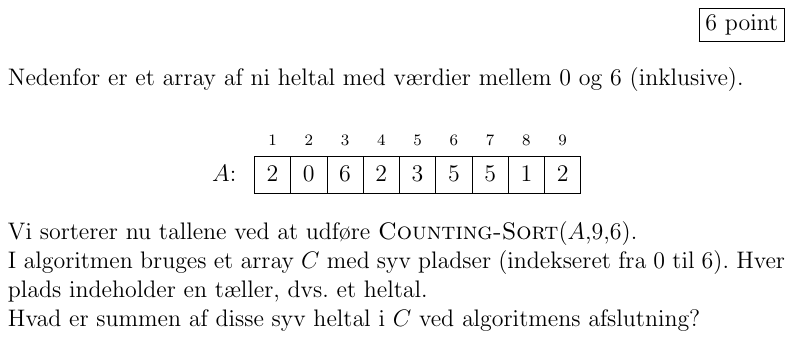 6 point
Nedenfor er et array af ni heltal med værdier mellem 0 og 6 (inklusive).
1 2 3 4 5 6 7 8 9
A: 2 0 6 2 3 5 5 1 2
Vi sorterer nu tallene ved at udføre COUNTING-SORT(A,9,6).
I algoritmen bruges et array C med syv pladser (indekseret fra 0 til 6). Hver
plads indeholder en tæller, dvs. et heltal.
Hvad er summen af disse syv heltal i C ved algoritmens afslutning?